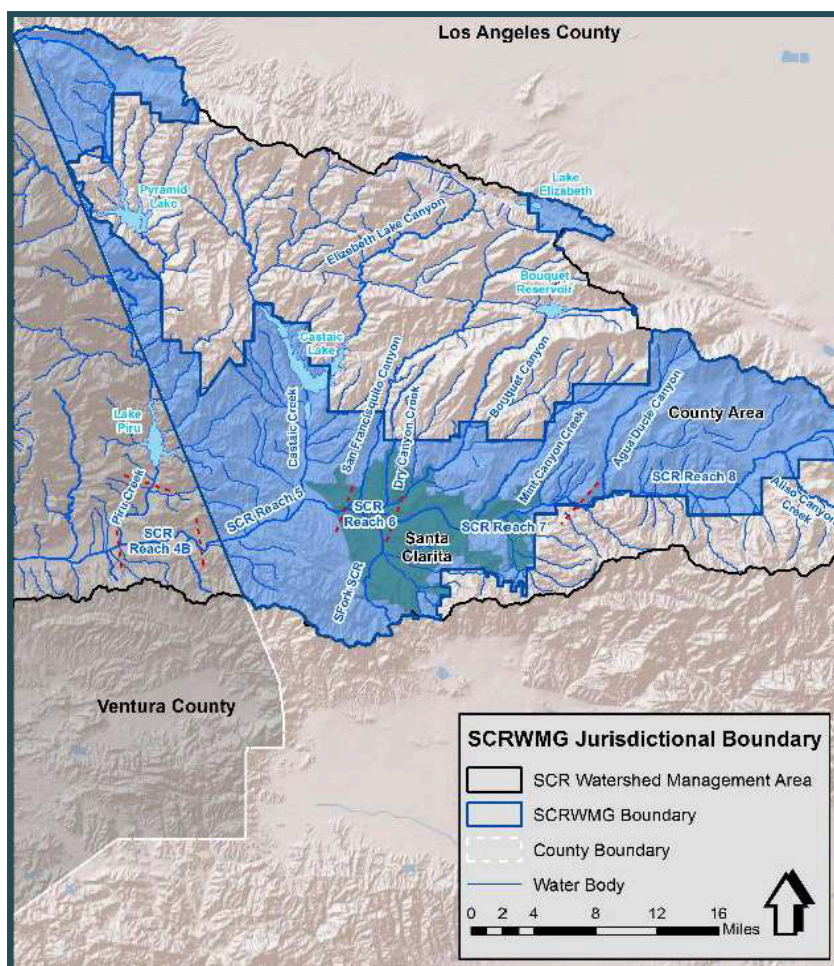 Los Angeles County
Lake
Elizabeth
Pyramid
Lake
Elizebeth Lake Canyon
Bouquet
Reservoir
Castaic
Lake
San Francisquito Canyon
Bouquet Canyon
Agua Dulce Canyon
County Area
Lake
Piru
Castaic Creek
Dry Canyon Creek
Mint Canyon Creek
SCR Reach 8
Aliso Canyon
Creek
Piru Creek
SCR Reach 5
SCR
Reach 6
SCR Reach 7
SCR
Reach 4B
Santa
Clarita
SFork SCR
Ventura County
SCRWMG Jurisdictional Boundary
SCR Watershed Management Area
SCRWMG Boundary
County Boundary
Water Body
0 2 4 8 12 16
Miles